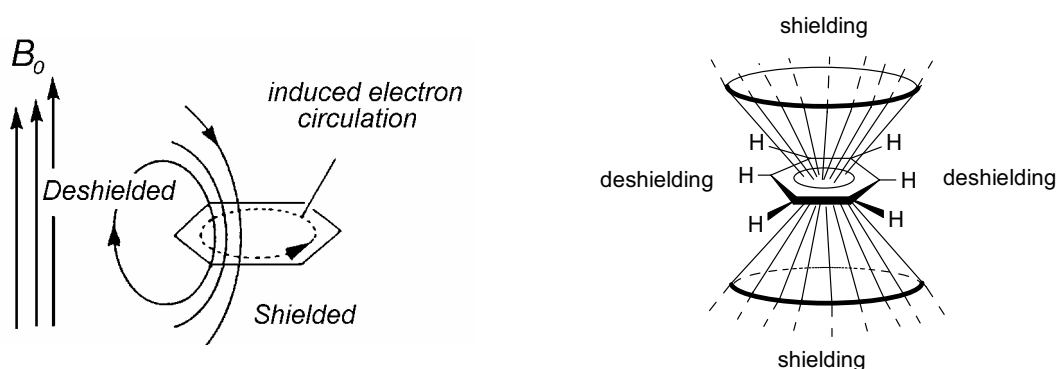 B0
Deshielded
induced electron
circulation
Shielded
shielding
H
H
deshielding
H
H
deshielding
H
H
shielding